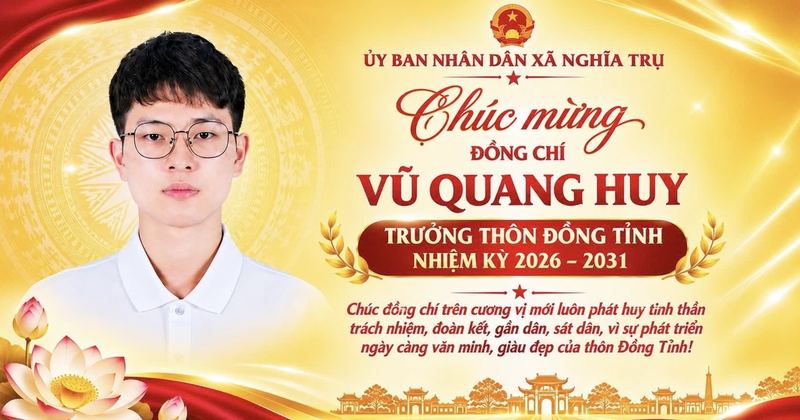 ỦY BAN NHÂN DÂN XÃ NGHĨA TRỤ
Chúc mừng
ĐỒNG CHÍ
VŨ QUANG HUY
TRƯỞNG THÔN ĐỒNG TỈNH
NHIỆM KỲ 2026 – 2031
Chúc đồng chí trên cương vị mới luôn phát huy tinh thần
trách nhiệm, đoàn kết, gần dân, sát dân, vì sự phát triển
ngày càng văn minh, giàu đẹp của thôn Đồng Tỉnh!